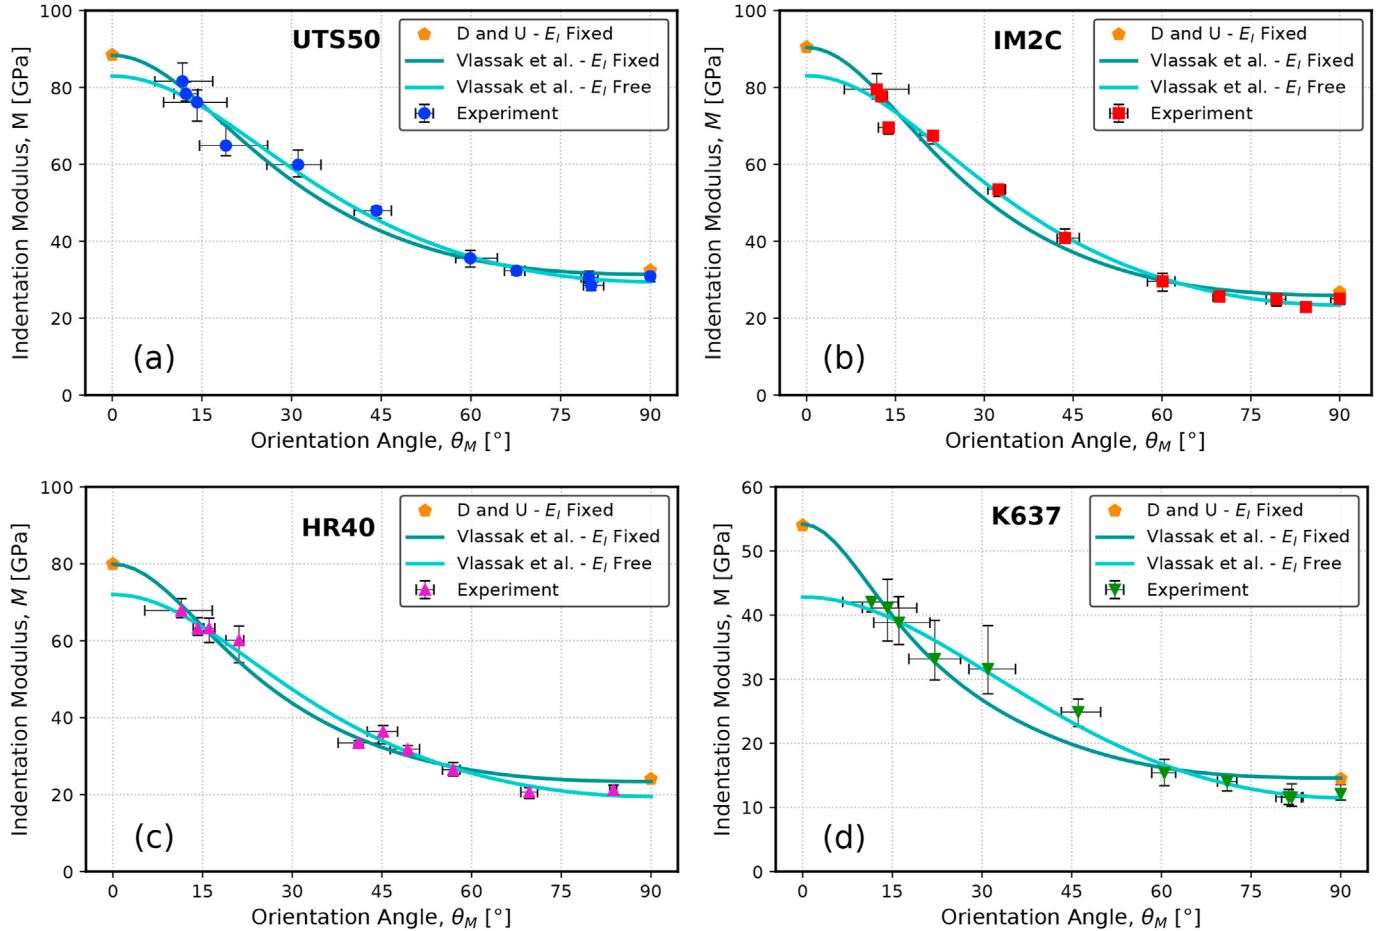 100
80
60
40
20
0
Indentation Modulus, M [GPa]
UTS50
D and U - E_I Fixed
Vlassak et al. - E_I Fixed
Vlassak et al. - E_I Free
Experiment
(a)
0 15 30 45 60 75 90
Orientation Angle, θ_M [°]
100
80
60
40
20
0
Indentation Modulus, M [GPa]
IM2C
D and U - E_I Fixed
Vlassak et al. - E_I Fixed
Vlassak et al. - E_I Free
Experiment
(b)
0 15 30 45 60 75 90
Orientation Angle, θ_M [°]
100
80
60
40
20
0
Indentation Modulus, M [GPa]
HR40
D and U - E_I Fixed
Vlassak et al. - E_I Fixed
Vlassak et al. - E_I Free
Experiment
(c)
0 15 30 45 60 75 90
Orientation Angle, θ_M [°]
60
50
40
30
20
10
0
Indentation Modulus, M [GPa]
K637
D and U - E_I Fixed
Vlassak et al. - E_I Fixed
Vlassak et al. - E_I Free
Experiment
(d)
0 15 30 45 60 75 90
Orientation Angle, θ_M [°]